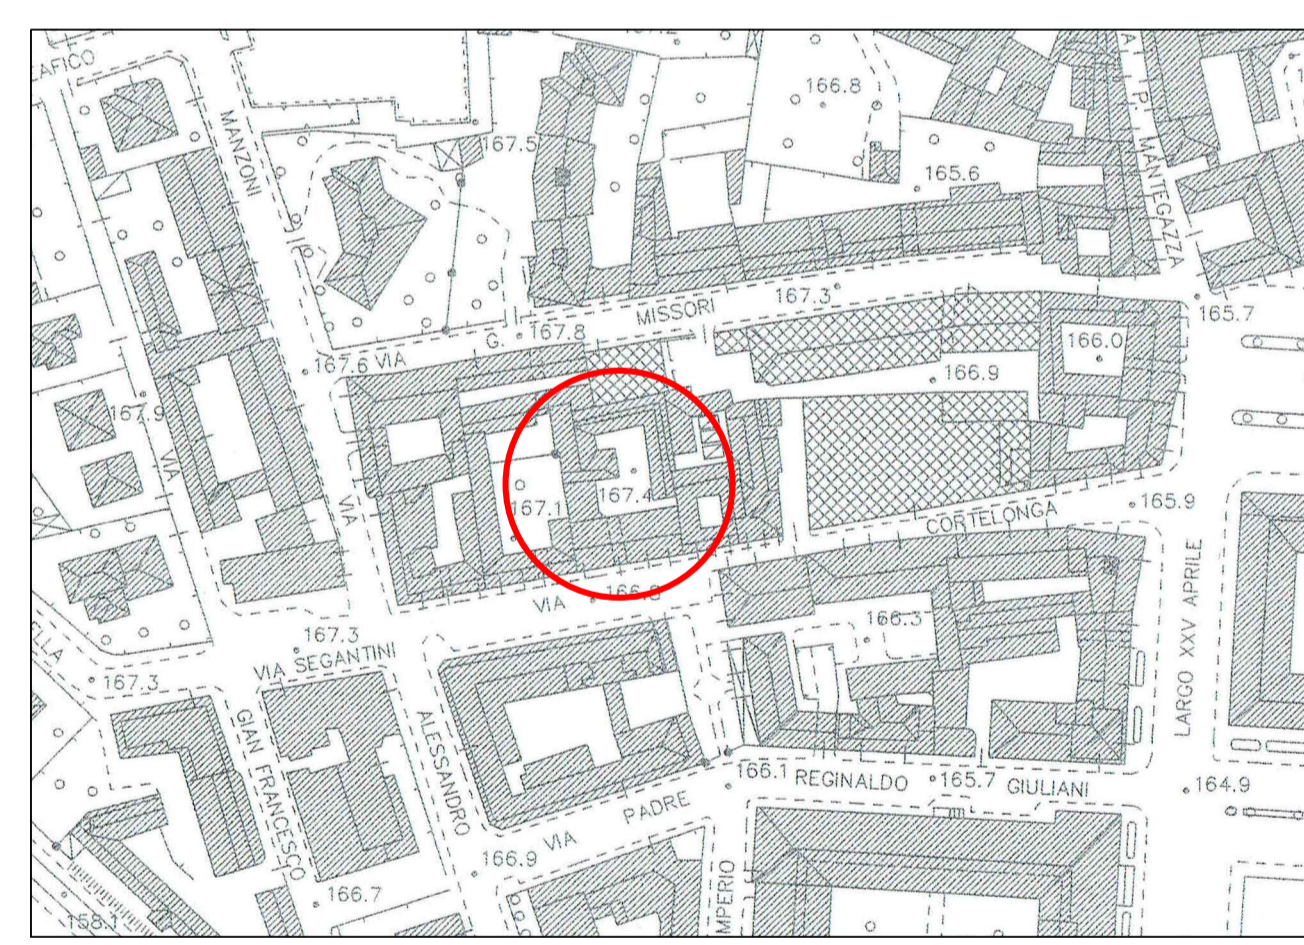 AFICO
166.8
MANZONI
167.5
165.6
A P. MANTEGAZZA
167.3
MISSORI
G.
167.8
165.7
167.6
VIA
166.0
166.9
167.9
VIA
VIA
167.4
167.1
CORTELONGA
165.9
VIA
166.3
LARGO XXV APRILE
167.3
VIA SEGANTINI
ELLA
167.3
GIAN FRANCESCO
ALESSANDRO
166.1
REGINALDO
165.7
GIULIANI
164.9
PADRE
VIA
166.9
166.7
MPERIO
158.1